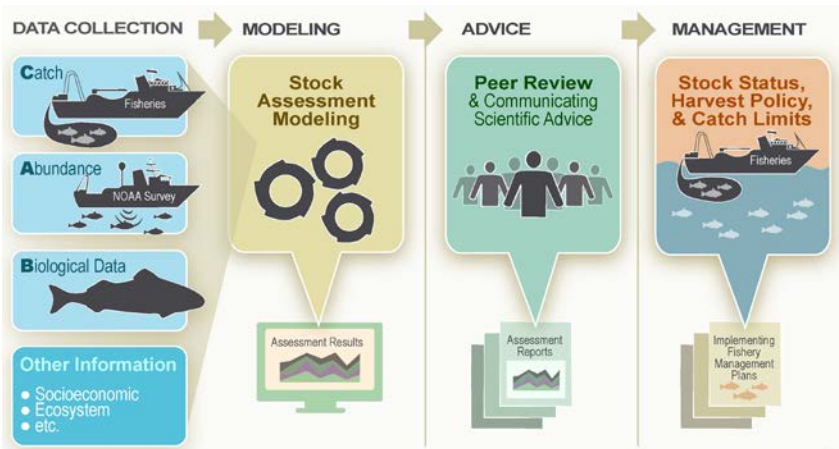 DATA COLLECTION
MODELING
ADVICE
MANAGEMENT
Catch
Fisheries
Abundance
NOAA Survey
Biological Data
Other Information
● Socioeconomic
● Ecosystem
● etc.
Stock
Assessment
Modeling
Assessment Results
Peer Review
& Communicating
Scientific Advice
Assessment
Reports
Stock Status,
Harvest Policy,
& Catch Limits
Fisheries
Implementing
Fishery
Management
Plans